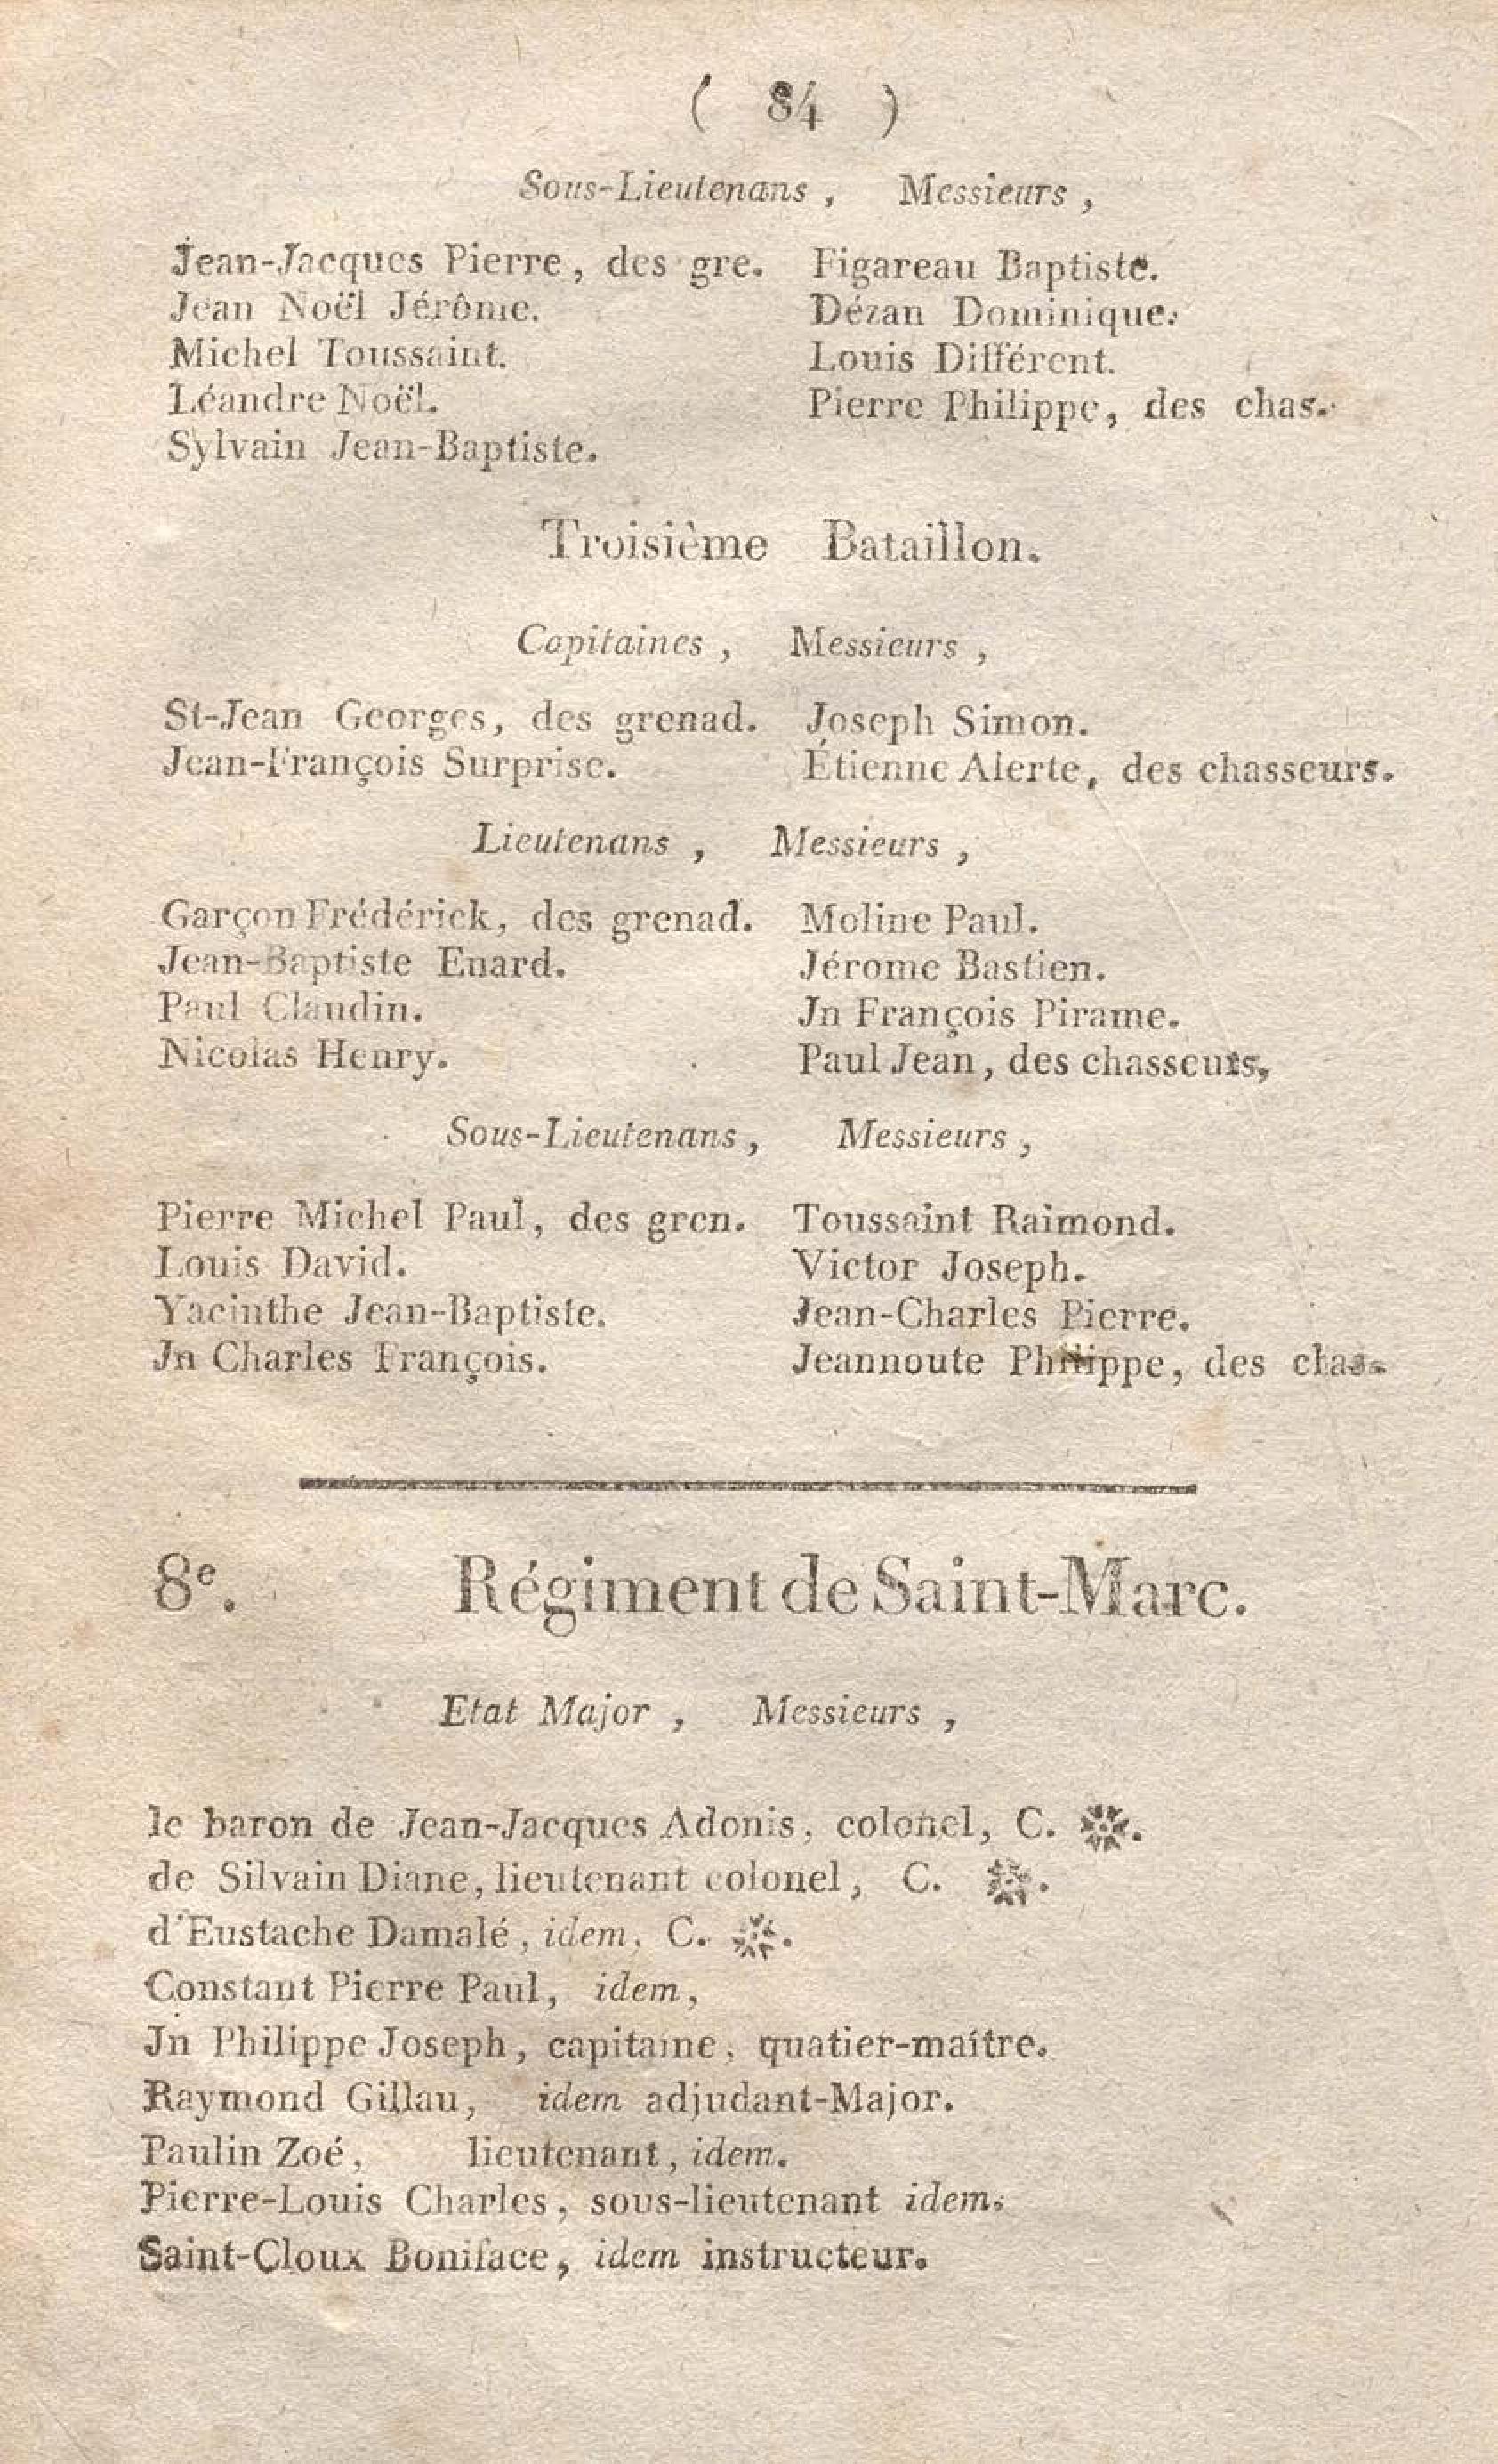 ( 84 )
Sous-Lieutenans , Messieurs ,
Jean-Jacques Pierre, des gre. Figareau Baptiste.
Jean Noël Jérôme. Dézan Dominique.
Michel Toussaint. Louis Différent.
Léandre Noël. Pierre Philippe, des chas.
Sylvain Jean-Baptiste.
Troisième Bataillon.
Capitaines , Messieurs ,
St-Jean Georges, des grenad. Joseph Simon.
Jean-François Surprise. Étienne Alerte, des chasseurs.
Lieutenans , Messieurs ,
Garçon Frédérick, des grenad. Moline Paul.
Jean-Baptiste Enard. Jérome Bastien.
Paul Claudin. Jn François Pirame.
Nicolas Henry. Paul Jean, des chasseurs,
Sous-Lieutenans , Messieurs ,
Pierre Michel Paul, des gren. Toussaint Raimond.
Louis David. Victor Joseph.
Yacinthe Jean-Baptiste. Jean-Charles Pierre.
Jn Charles François. Jeannoute Philippe, des chas.
8e. Régiment de Saint-Marc.
Etat Major , Messieurs ,
le baron de Jean-Jacques Adonis, colonel, C. ✼.
de Silvain Diane, lieutenant colonel, C. ✼.
d'Eustache Damalé, idem, C. ✼.
Constant Pierre Paul, idem,
Jn Philippe Joseph, capitaine, quatier-maître.
Raymond Gillau, idem adjudant-Major.
Paulin Zoé, lieutenant, idem.
Pierre-Louis Charles, sous-lieutenant idem.
Saint-Cloux Boniface, idem instructeur.